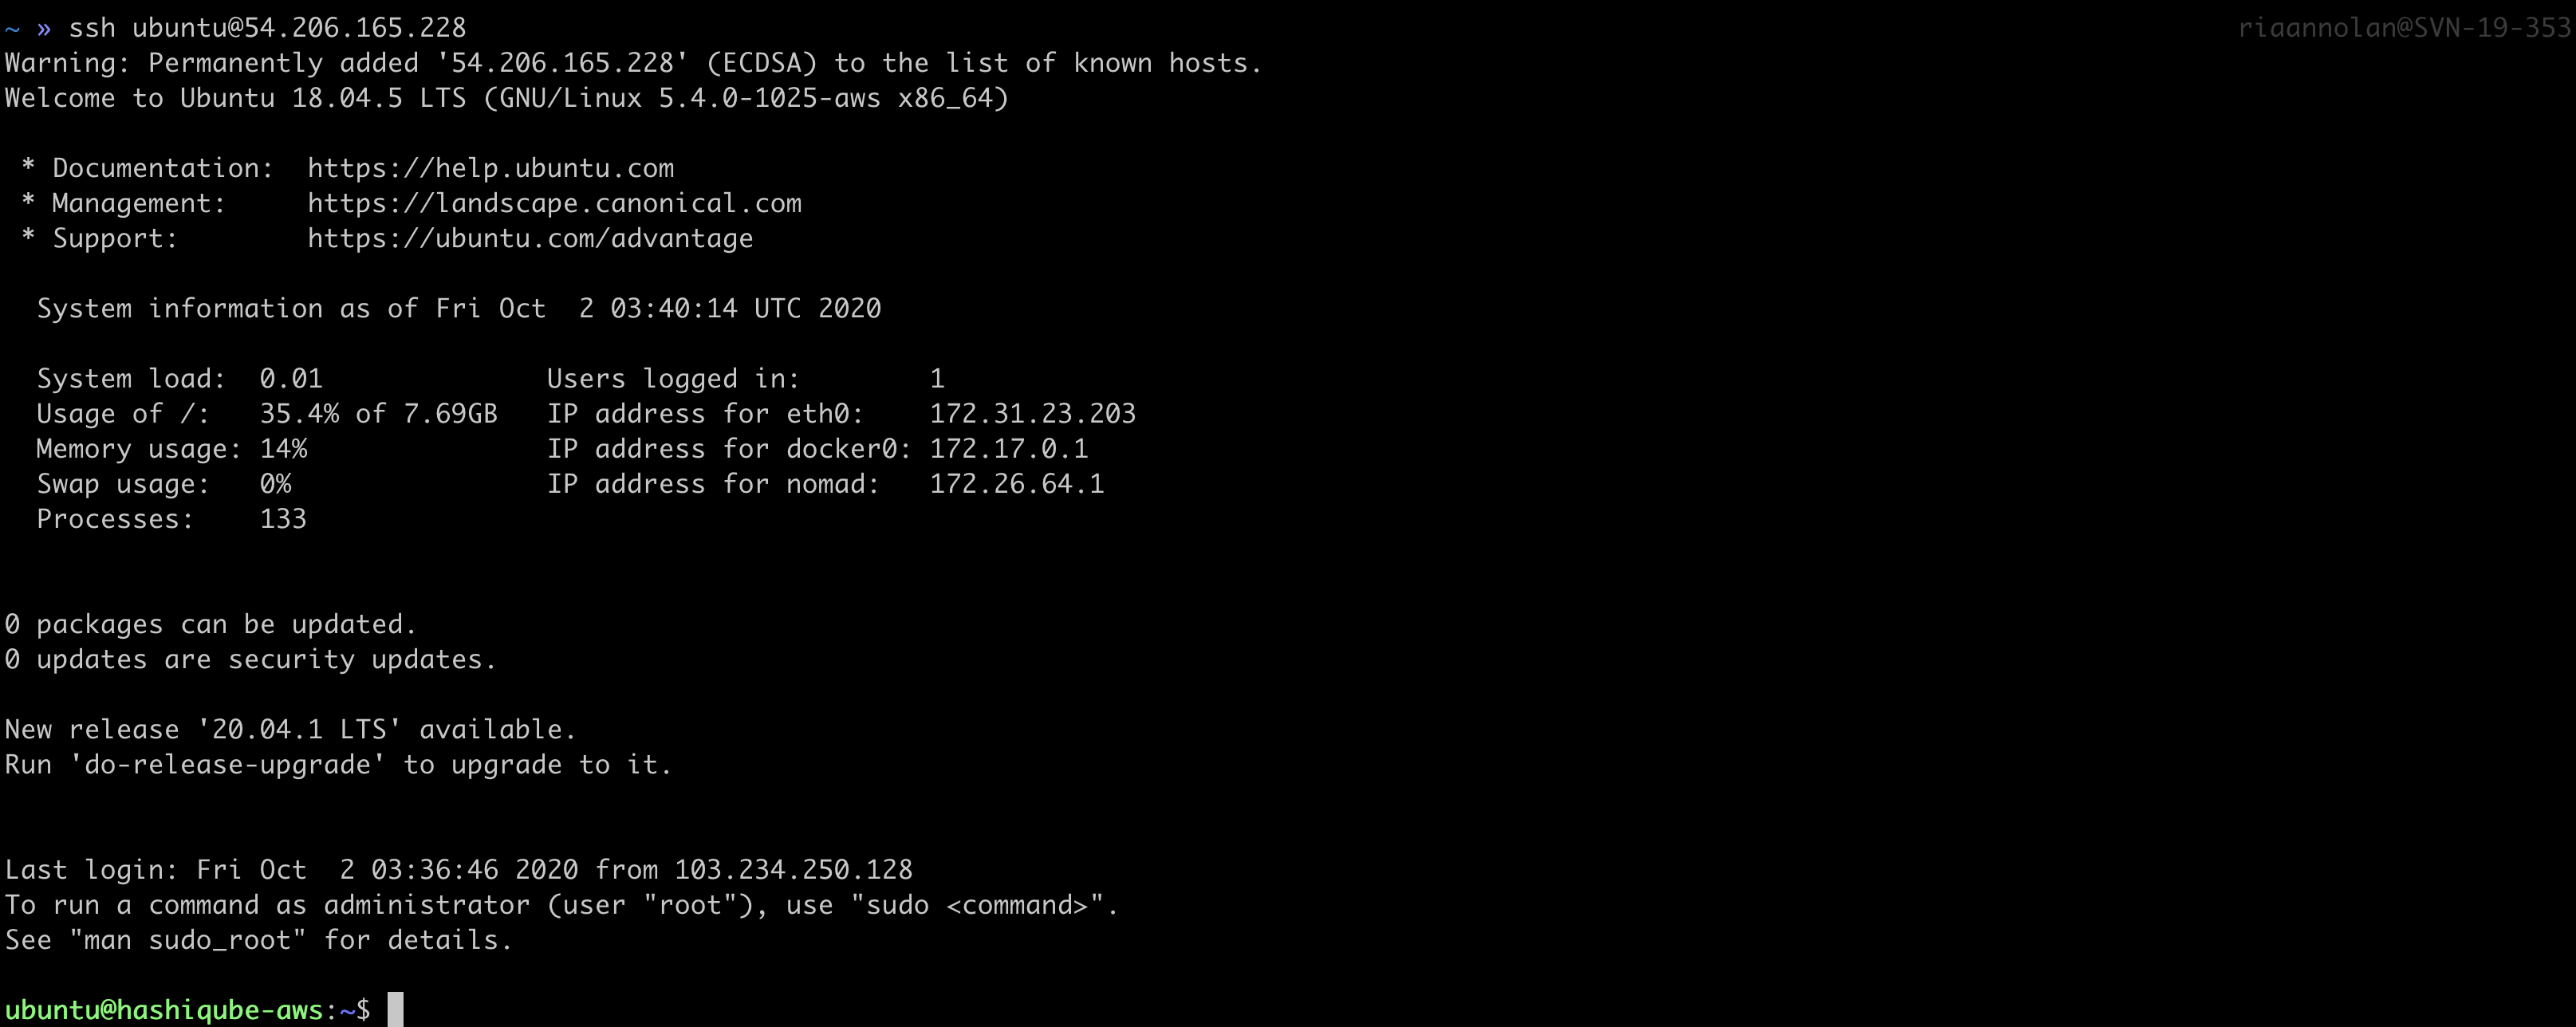 ~ » ssh ubuntu@54.206.165.228 riaannolan@SVN-19-353
Warning: Permanently added '54.206.165.228' (ECDSA) to the list of known hosts.
Welcome to Ubuntu 18.04.5 LTS (GNU/Linux 5.4.0-1025-aws x86_64)

 * Documentation:  https://help.ubuntu.com
 * Management:     https://landscape.canonical.com
 * Support:        https://ubuntu.com/advantage

  System information as of Fri Oct  2 03:40:14 UTC 2020

  System load:  0.01              Users logged in:        1
  Usage of /:   35.4% of 7.69GB   IP address for eth0:    172.31.23.203
  Memory usage: 14%               IP address for docker0: 172.17.0.1
  Swap usage:   0%                IP address for nomad:   172.26.64.1
  Processes:    133

0 packages can be updated.
0 updates are security updates.

New release '20.04.1 LTS' available.
Run 'do-release-upgrade' to upgrade to it.

Last login: Fri Oct  2 03:36:46 2020 from 103.234.250.128
To run a command as administrator (user "root"), use "sudo <command>".
See "man sudo_root" for details.

ubuntu@hashiqube-aws:~$